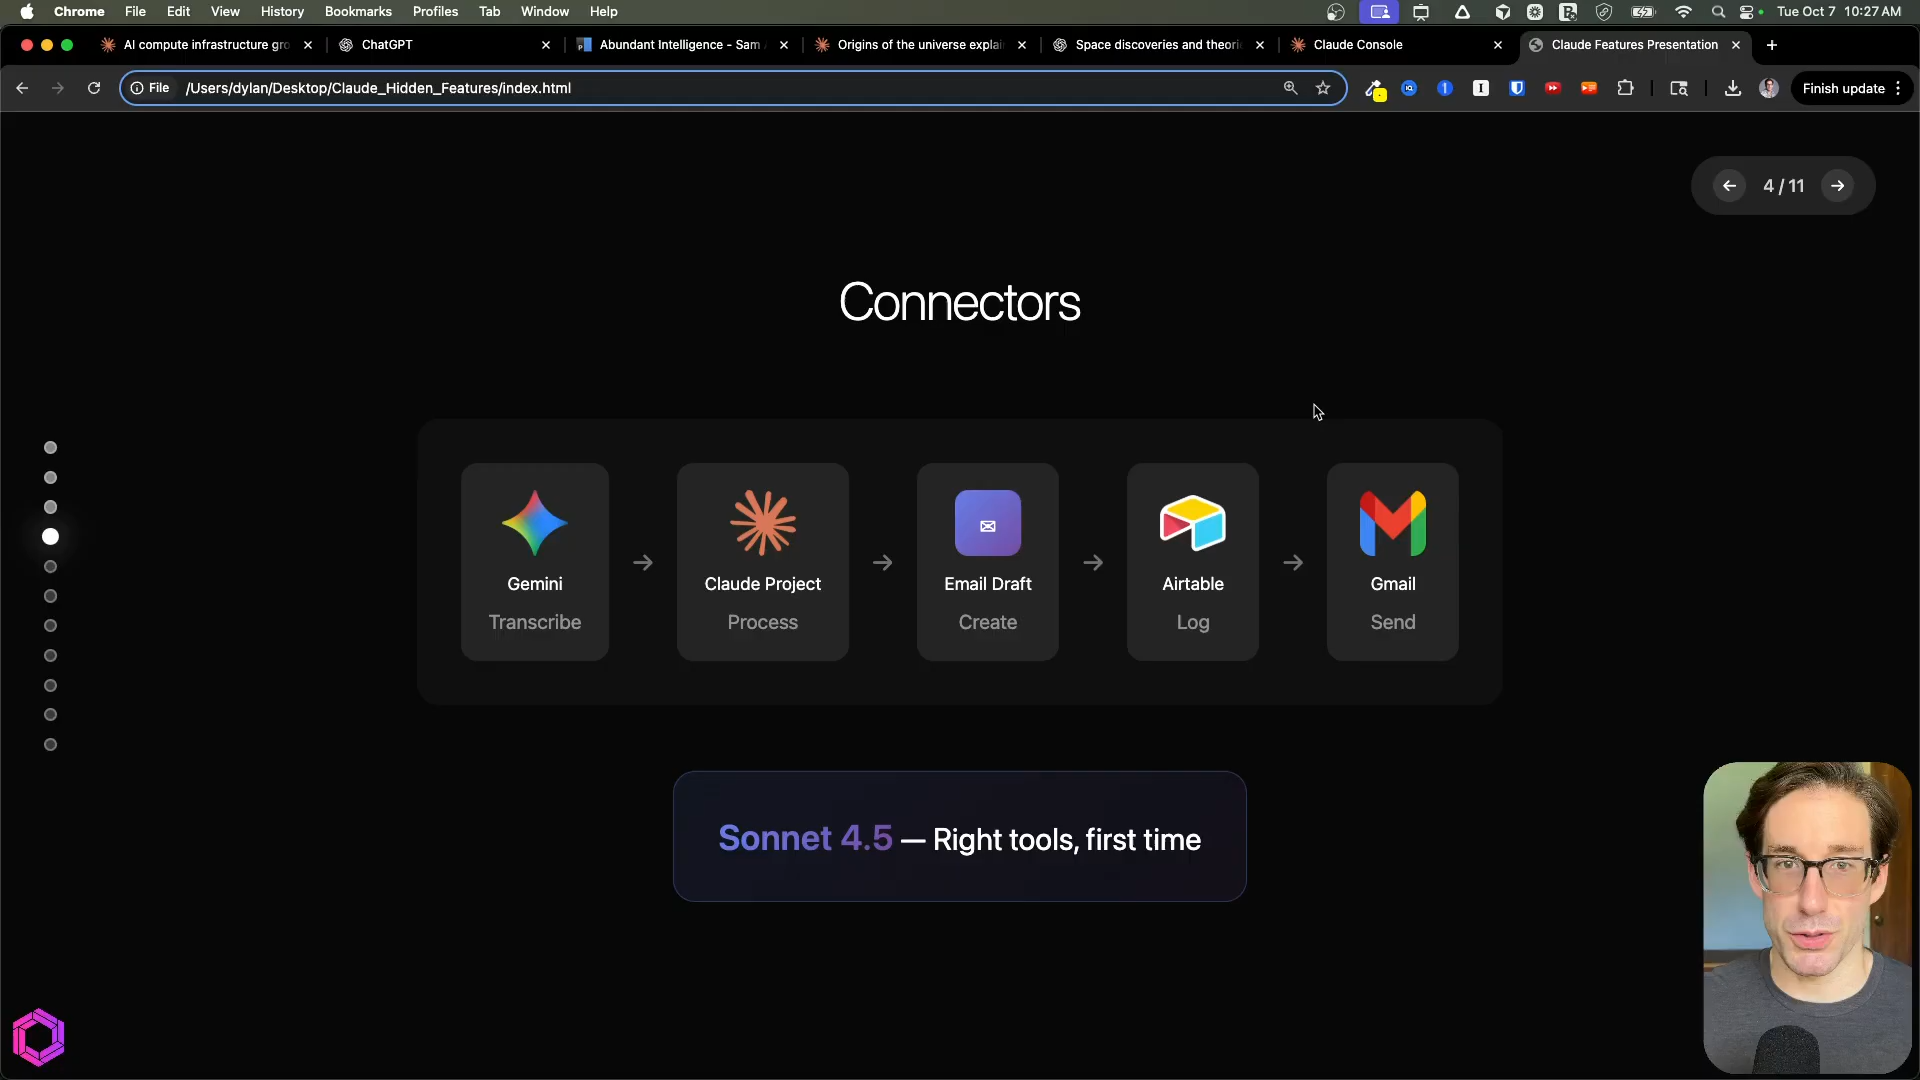 Chrome File Edit View History Bookmarks Profiles Tab Window Help Tue Oct 7 10:27 AM
AI compute infrastructure gro ChatGPT Abundant Intelligence - Sam Origins of the universe explai Space discoveries and theori Claude Console Claude Features Presentation
File /Users/dylan/Desktop/Claude_Hidden_Features/index.html Finish update
4 / 11
Connectors
Gemini Claude Project Email Draft Airtable Gmail
Transcribe Process Create Log Send
Sonnet 4.5 — Right tools, first time